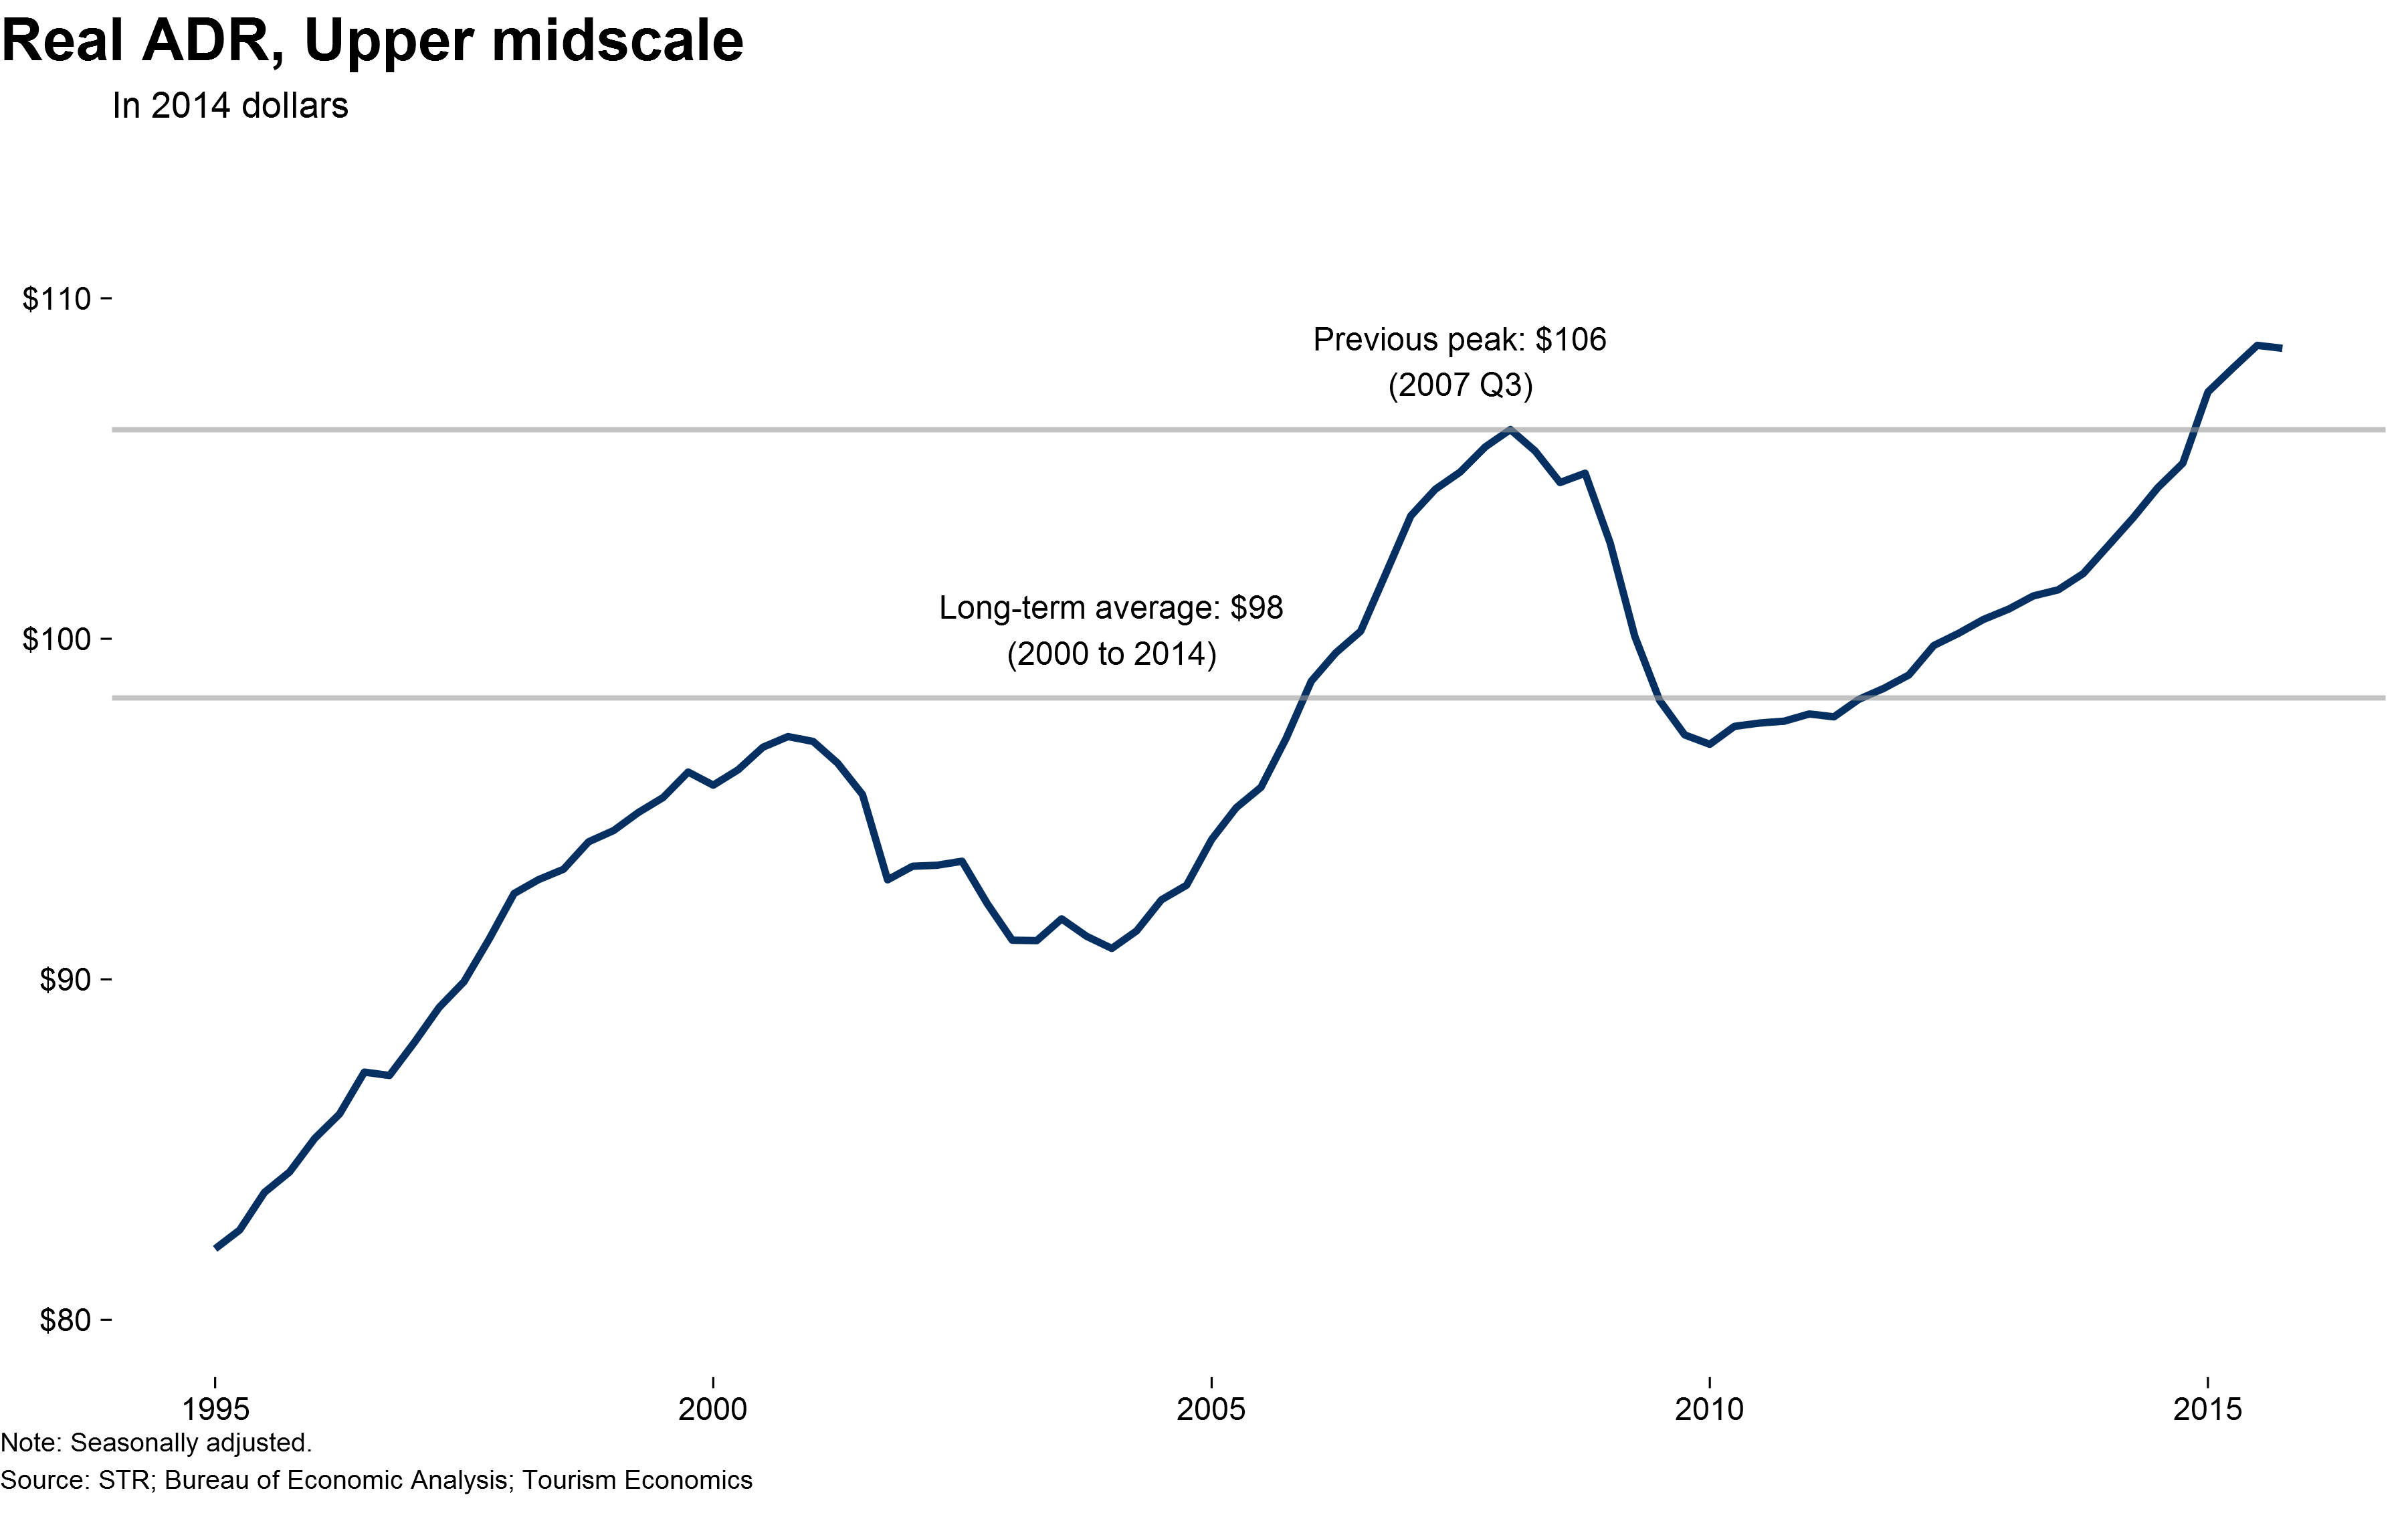 Real ADR, Upper midscale
In 2014 dollars
$110
Previous peak: $106
(2007 Q3)
Long-term average: $98
(2000 to 2014)
$100
$90
$80
1995 2000 2005 2010 2015
Note: Seasonally adjusted.
Source: STR; Bureau of Economic Analysis; Tourism Economics